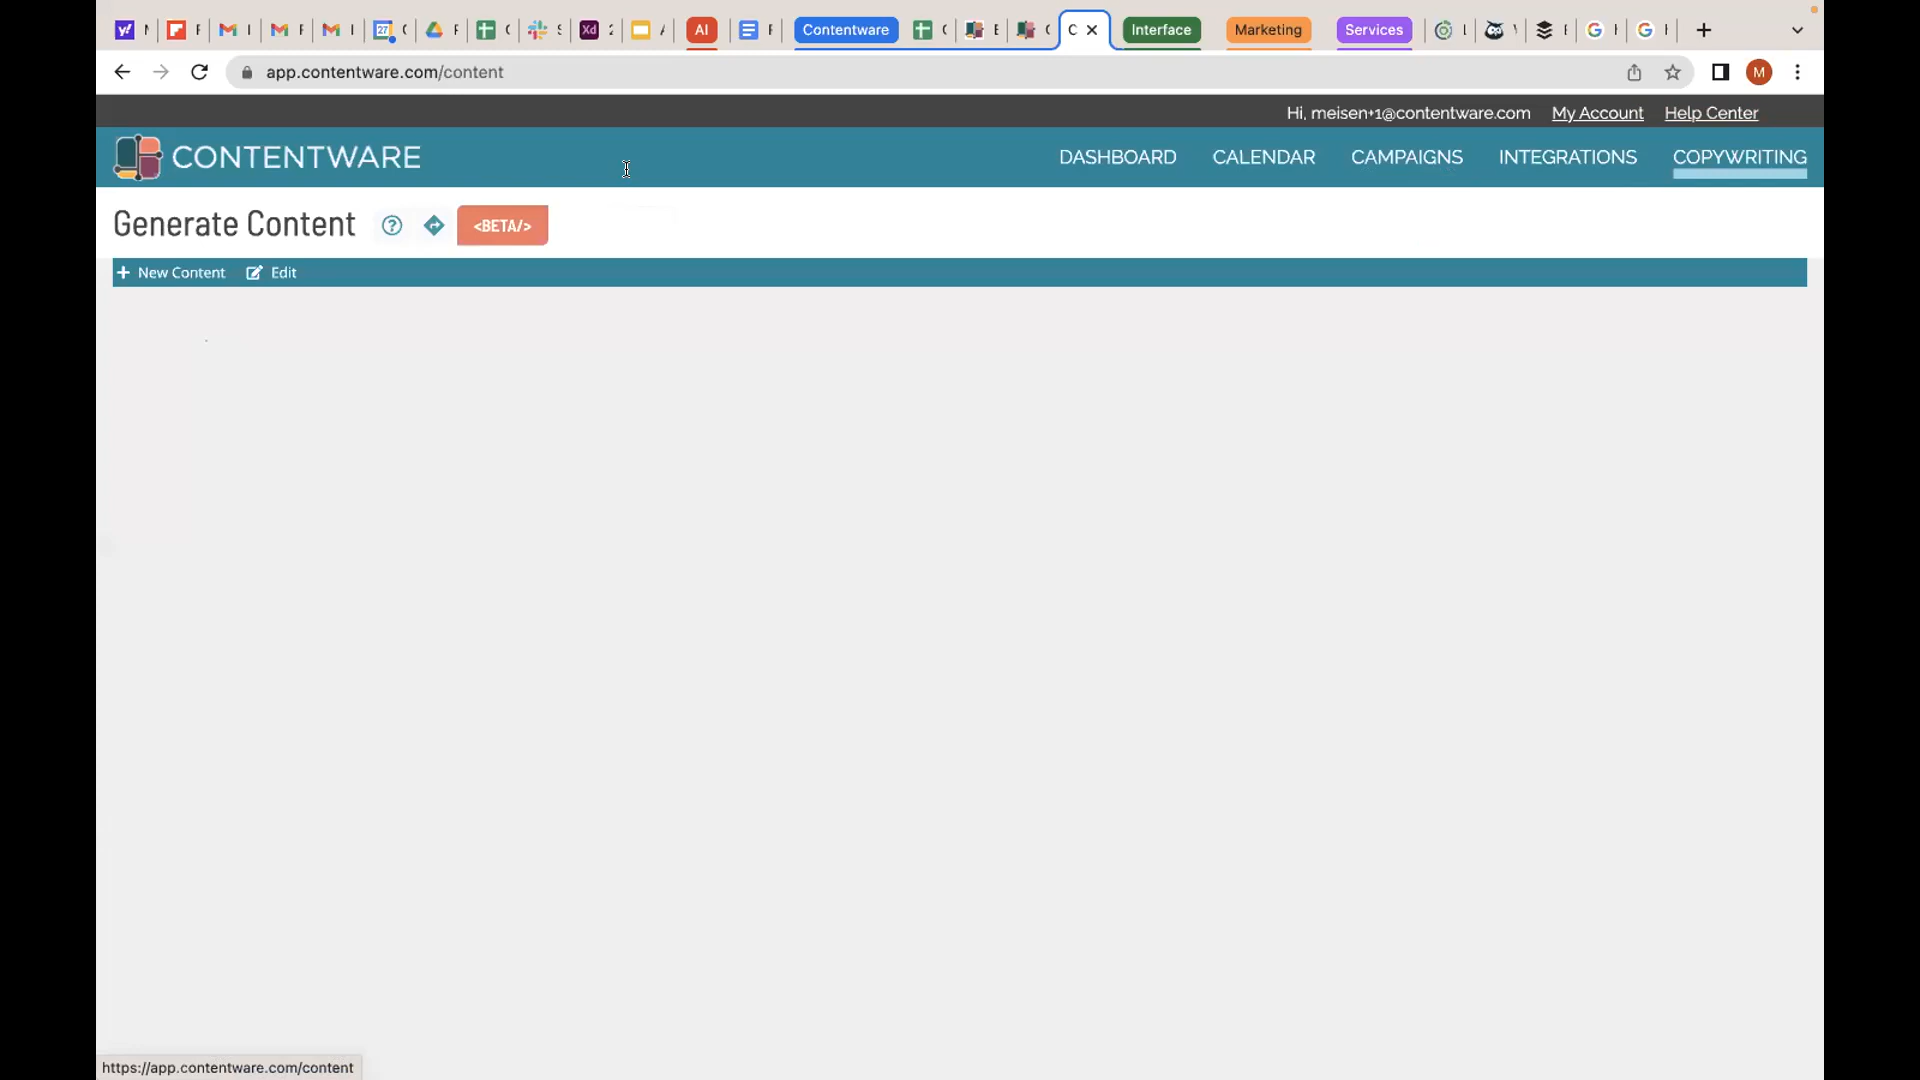 AI
Contentware
C
Interface
Marketing
Services
app.contentware.com/content
M
Hi, meisen+1@contentware.com My Account Help Center
CONTENTWARE
DASHBOARD CALENDAR CAMPAIGNS INTEGRATIONS COPYWRITING
Generate Content <BETA/>
New Content Edit
https://app.contentware.com/content